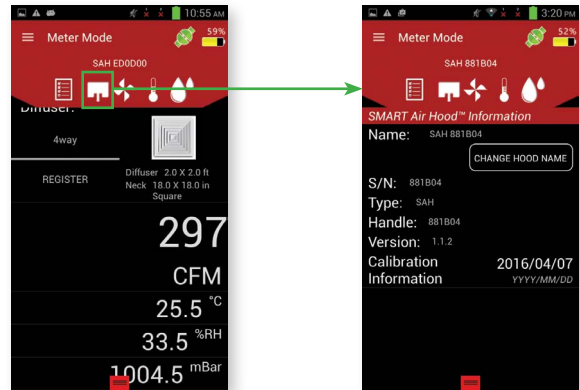 10:55 AM
Meter Mode
59%
SAH ED0D00
Diffuser:
4way
REGISTER
Diffuser 2.0 X 2.0 ft
Neck 18.0 X 18.0 in
Square
297
CFM
25.5 °C
33.5 %RH
1004.5 mBar
3:20 PM
Meter Mode
52%
SAH 881B04
SMART Air Hood™ Information
Name: SAH 881B04
CHANGE HOOD NAME
S/N: 881B04
Type: SAH
Handle: 881B04
Version: 1.1.2
Calibration
Information 2016/04/07
YYYY/MM/DD